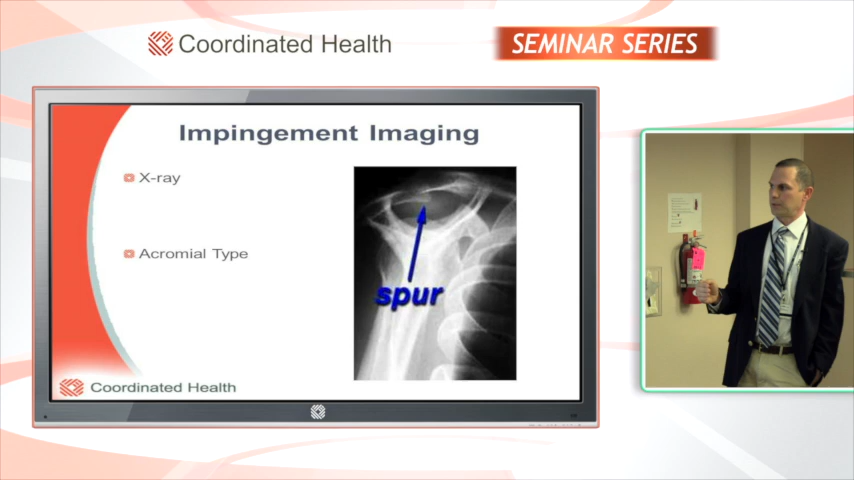 Coordinated Health
SEMINAR SERIES
Impingement Imaging
X-ray
Acromial Type
spur
Coordinated Health